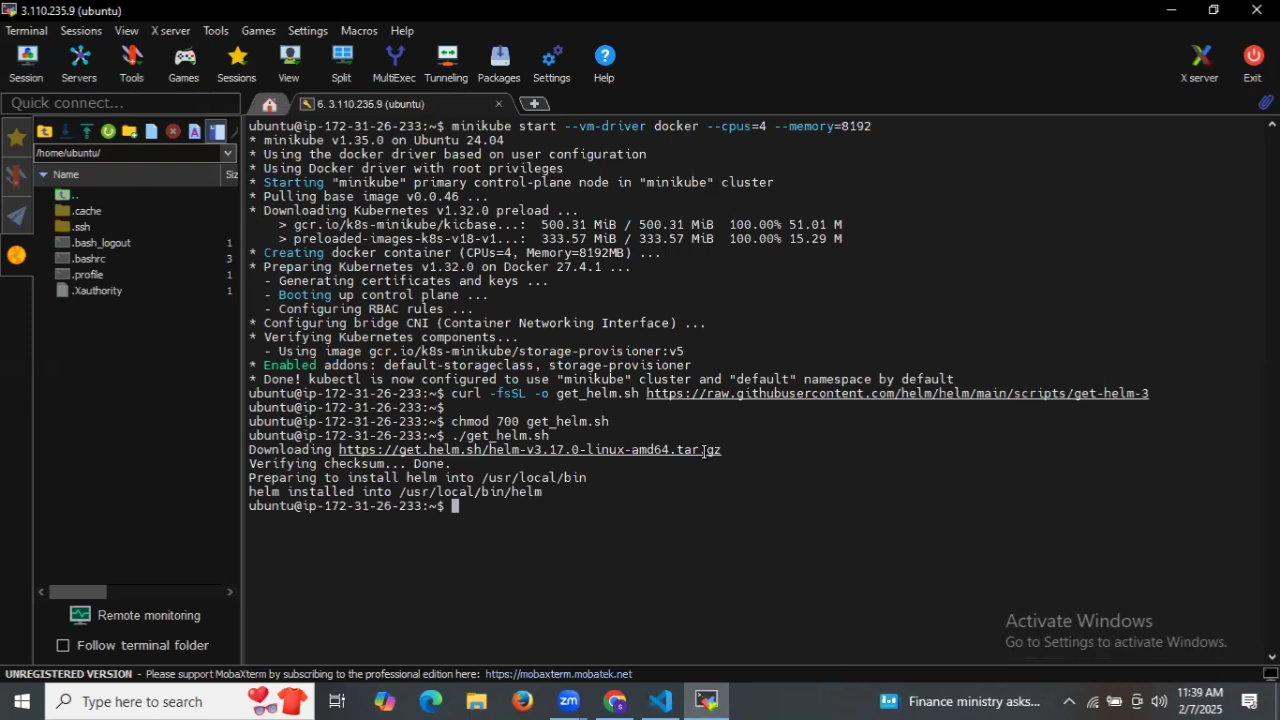 3.110.235.9 (ubuntu)
Terminal Sessions View X server Tools Games Settings Macros Help
Session Servers Tools Games Sessions View Split MultiExec Tunneling Packages Settings Help X server Exit
Quick connect...
6. 3.110.235.9 (ubuntu)
/home/ubuntu/
Name Siz
..
.cache
.ssh
.bash_logout 1
.bashrc 3
.profile 1
.Xauthority 1
ubuntu@ip-172-31-26-233:~$ minikube start --vm-driver docker --cpus=4 --memory=8192
* minikube v1.35.0 on Ubuntu 24.04
* Using the docker driver based on user configuration
* Using Docker driver with root privileges
* Starting "minikube" primary control-plane node in "minikube" cluster
* Pulling base image v0.0.46 ...
* Downloading Kubernetes v1.32.0 preload ...
> gcr.io/k8s-minikube/kicbase...: 500.31 MiB / 500.31 MiB 100.00% 51.01 M
> preloaded-images-k8s-v18-v1...: 333.57 MiB / 333.57 MiB 100.00% 15.29 M
* Creating docker container (CPUs=4, Memory=8192MB) ...
* Preparing Kubernetes v1.32.0 on Docker 27.4.1 ...
- Generating certificates and keys ...
- Booting up control plane ...
- Configuring RBAC rules ...
* Configuring bridge CNI (Container Networking Interface) ...
* Verifying Kubernetes components...
- Using image gcr.io/k8s-minikube/storage-provisioner:v5
* Enabled addons: default-storageclass, storage-provisioner
* Done! kubectl is now configured to use "minikube" cluster and "default" namespace by default
ubuntu@ip-172-31-26-233:~$ curl -fsSL -o get_helm.sh https://raw.githubusercontent.com/helm/helm/main/scripts/get-helm-3
ubuntu@ip-172-31-26-233:~$
ubuntu@ip-172-31-26-233:~$ chmod 700 get_helm.sh
ubuntu@ip-172-31-26-233:~$ ./get_helm.sh
Downloading https://get.helm.sh/helm-v3.17.0-linux-amd64.tar.gz
Verifying checksum... Done.
Preparing to install helm into /usr/local/bin
helm installed into /usr/local/bin/helm
ubuntu@ip-172-31-26-233:~$
Remote monitoring
Follow terminal folder
Activate Windows
Go to Settings to activate Windows.
UNREGISTERED VERSION - Please support MobaXterm by subscribing to the professional edition here: https://mobaxterm.mobatek.net
Type here to search
Finance ministry asks...
11:39 AM
2/7/2025